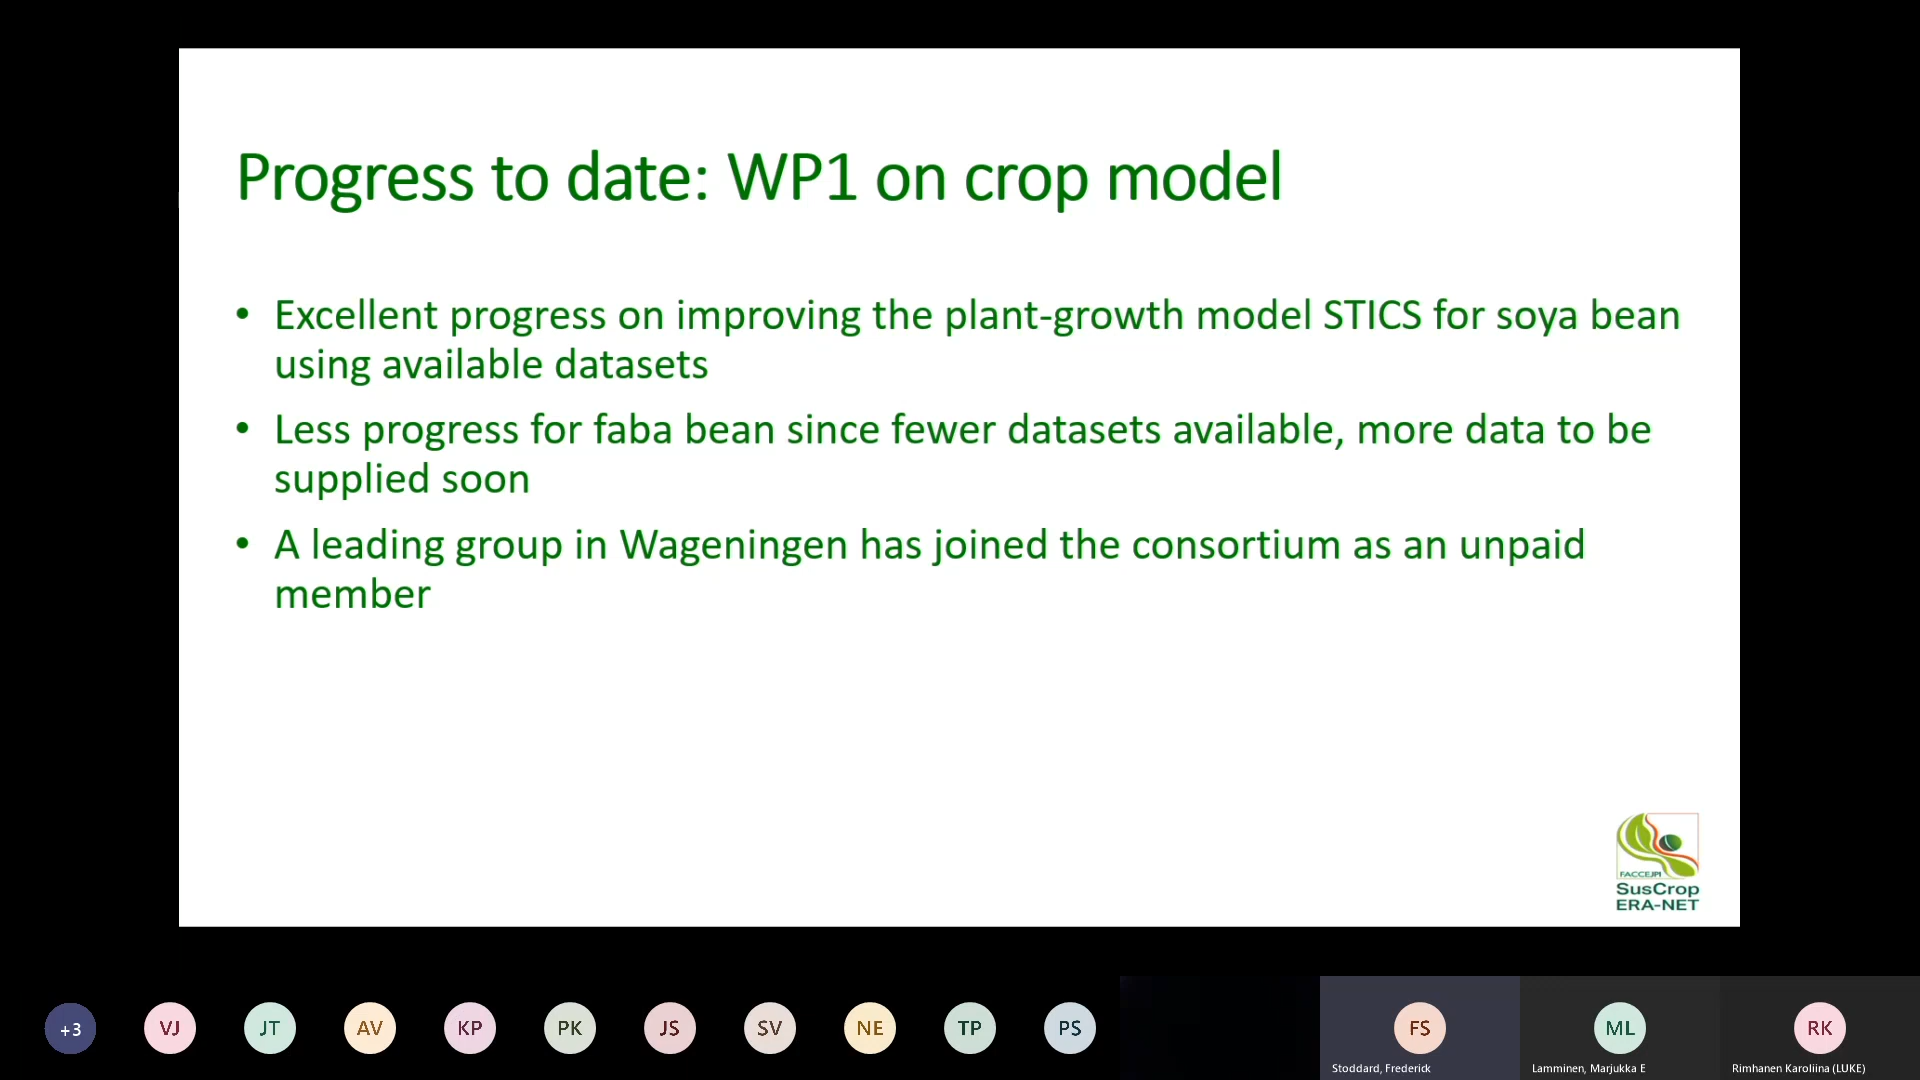 Progress to date: WP1 on crop model
• Excellent progress on improving the plant-growth model STICS for soya bean
using available datasets
• Less progress for faba bean since fewer datasets available, more data to be
supplied soon
• A leading group in Wageningen has joined the consortium as an unpaid
member
FACCEJPI
SusCrop
ERA-NET
+3 VJ JT AV KP PK JS SV NE TP PS FS ML RK
Stoddard, Frederick Lamminen, Marjukka E Rimhanen Karoliina (LUKE)